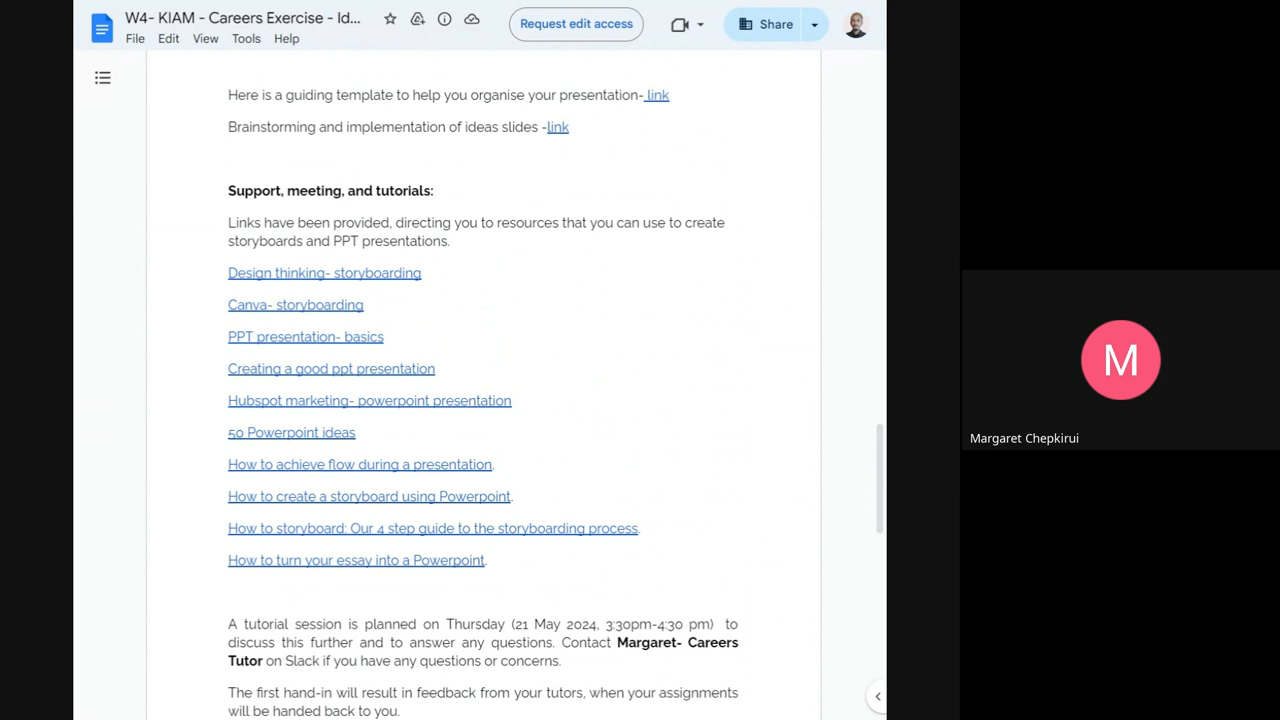 W4- KIAM - Careers Exercise - Id...
Request edit access
Share
File Edit View Tools Help
Here is a guiding template to help you organise your presentation- link
Brainstorming and implementation of ideas slides -link
Support, meeting, and tutorials:
Links have been provided, directing you to resources that you can use to create
storyboards and PPT presentations.
Design thinking- storyboarding
Canva- storyboarding
PPT presentation- basics
Creating a good ppt presentation
Hubspot marketing- powerpoint presentation
50 Powerpoint ideas
How to achieve flow during a presentation.
How to create a storyboard using Powerpoint.
How to storyboard: Our 4 step guide to the storyboarding process.
How to turn your essay into a Powerpoint.
A tutorial session is planned on Thursday (21 May 2024, 3:30pm-4:30 pm) to
discuss this further and to answer any questions. Contact Margaret- Careers
Tutor on Slack if you have any questions or concerns.
The first hand-in will result in feedback from your tutors, when your assignments
will be handed back to you.
M
Margaret Chepkirui